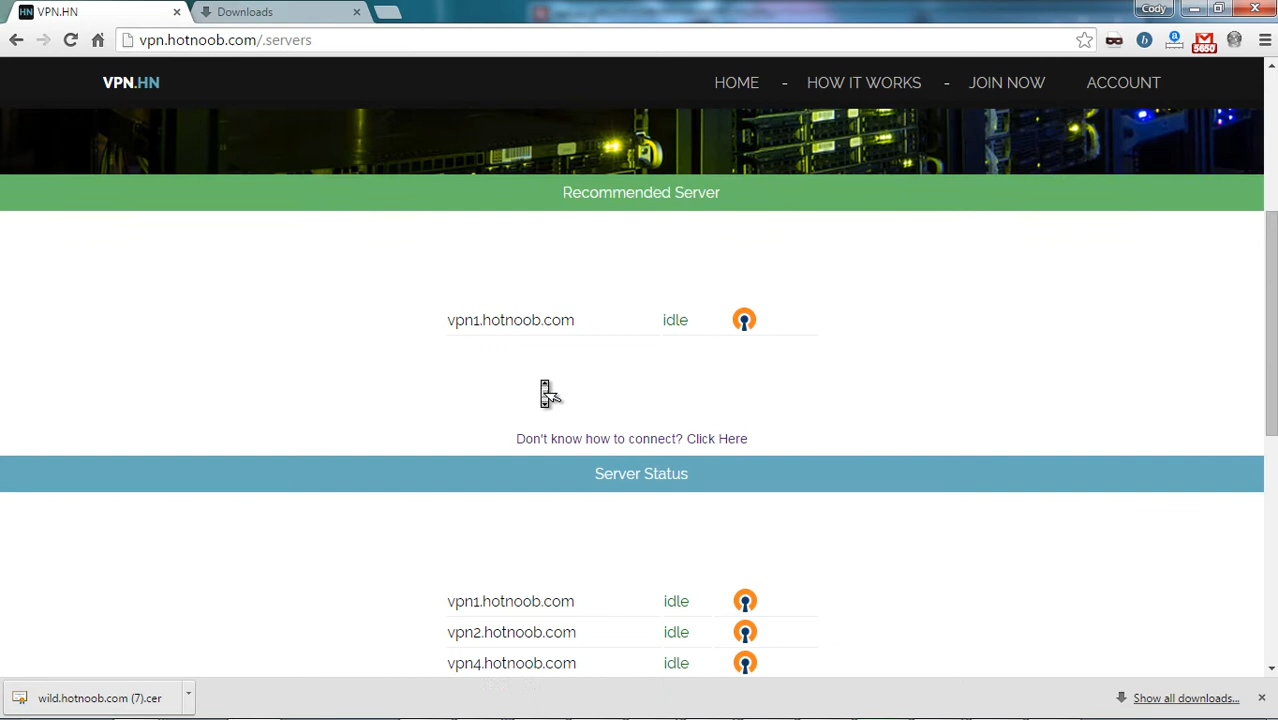 HN VPN.HN
Downloads
Cody
vpn.hotnoob.com/.servers
b
a
5650
VPN.HN
HOME - HOW IT WORKS - JOIN NOW ACCOUNT
Recommended Server
vpn1.hotnoob.com idle
Don't know how to connect? Click Here
Server Status
vpn1.hotnoob.com idle
vpn2.hotnoob.com idle
vpn4.hotnoob.com idle
wild.hotnoob.com (7).cer
Show all downloads...